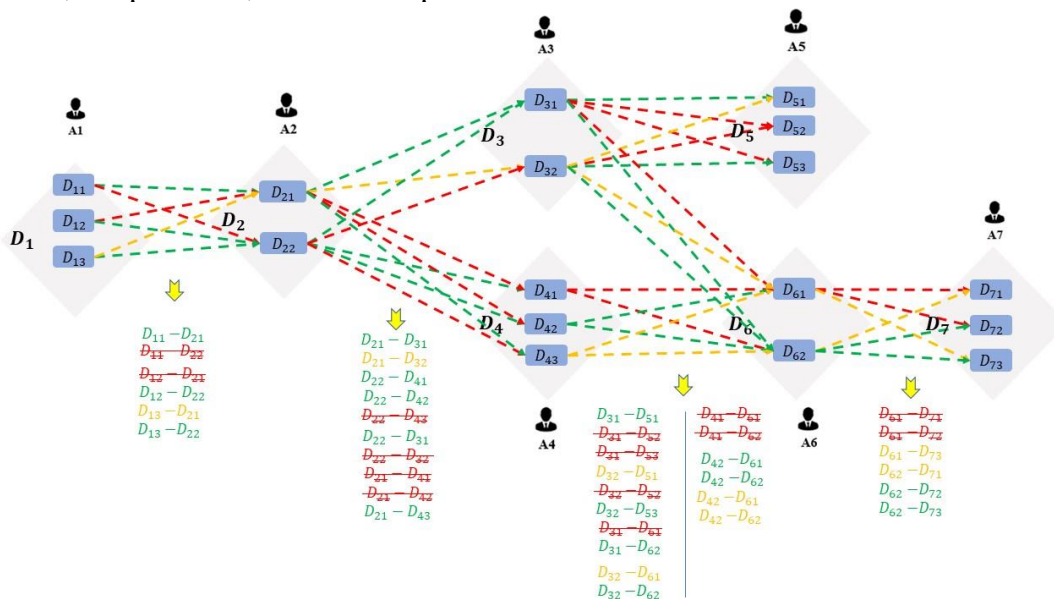 A1
A2
A3
A5
D₁
D₁₁
D₁₂
D₁₃
D₂
D₂₁
D₂₂
D₃
D₃₁
D₃₂
D₅
D₅₁
D₅₂
D₅₃
D₄
D₄₁
D₄₂
D₄₃
A4
D₆
D₆₁
D₆₂
A6
A7
D₇
D₇₁
D₇₂
D₇₃
D₁₁ – D₂₁
D₁₁ – D₂₂
D₁₂ – D₂₁
D₁₂ – D₂₂
D₁₃ – D₂₁
D₁₃ – D₂₂
D₂₁ – D₃₁
D₂₁ – D₃₂
D₂₂ – D₄₁
D₂₂ – D₄₂
D₂₂ – D₄₃
D₂₂ – D₃₁
D₂₂ – D₃₂
D₂₁ – D₄₁
D₂₁ – D₄₂
D₂₁ – D₄₃
D₃₁ – D₅₁
D₃₁ – D₅₂
D₃₁ – D₅₃
D₃₂ – D₅₁
D₃₂ – D₅₂
D₃₂ – D₅₃
D₃₁ – D₆₁
D₃₁ – D₆₂
D₃₂ – D₆₁
D₃₂ – D₆₂
D₄₁ – D₆₁
D₄₁ – D₆₂
D₄₂ – D₆₁
D₄₂ – D₆₂
D₄₂ – D₆₁
D₄₂ – D₆₂
D₆₁ – D₇₁
D₆₁ – D₇₂
D₆₁ – D₇₃
D₆₂ – D₇₁
D₆₂ – D₇₂
D₆₂ – D₇₃